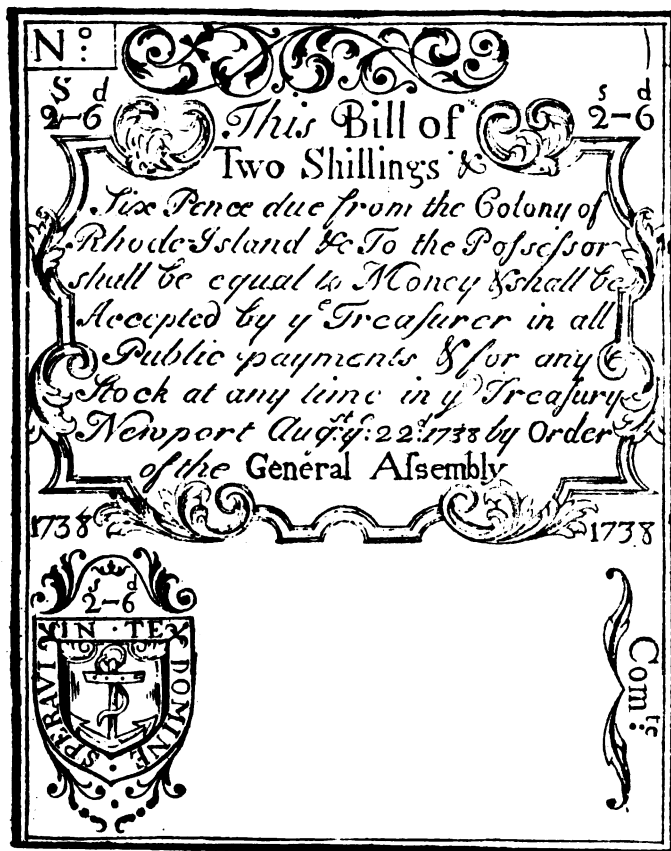 No:
S d
2-6
s d
2-6
This Bill of
Two Shillings &
Six Pence due from the Colony of
Rhode-Island &c To the Poſseſsor
shall be equal to Money & shall be
Accepted by yᵉ Treaſurer in all
Public payments & for any
Stock at any time in yᵉ Treaſury
Newport Augˢᵗ: yᵉ: 22ᵈ: 1738 by Order
of the General Aſsembly
1738
1738
s d
2-6
SPERAVI IN · TE DOMINE ·
Comᵗᵉ: